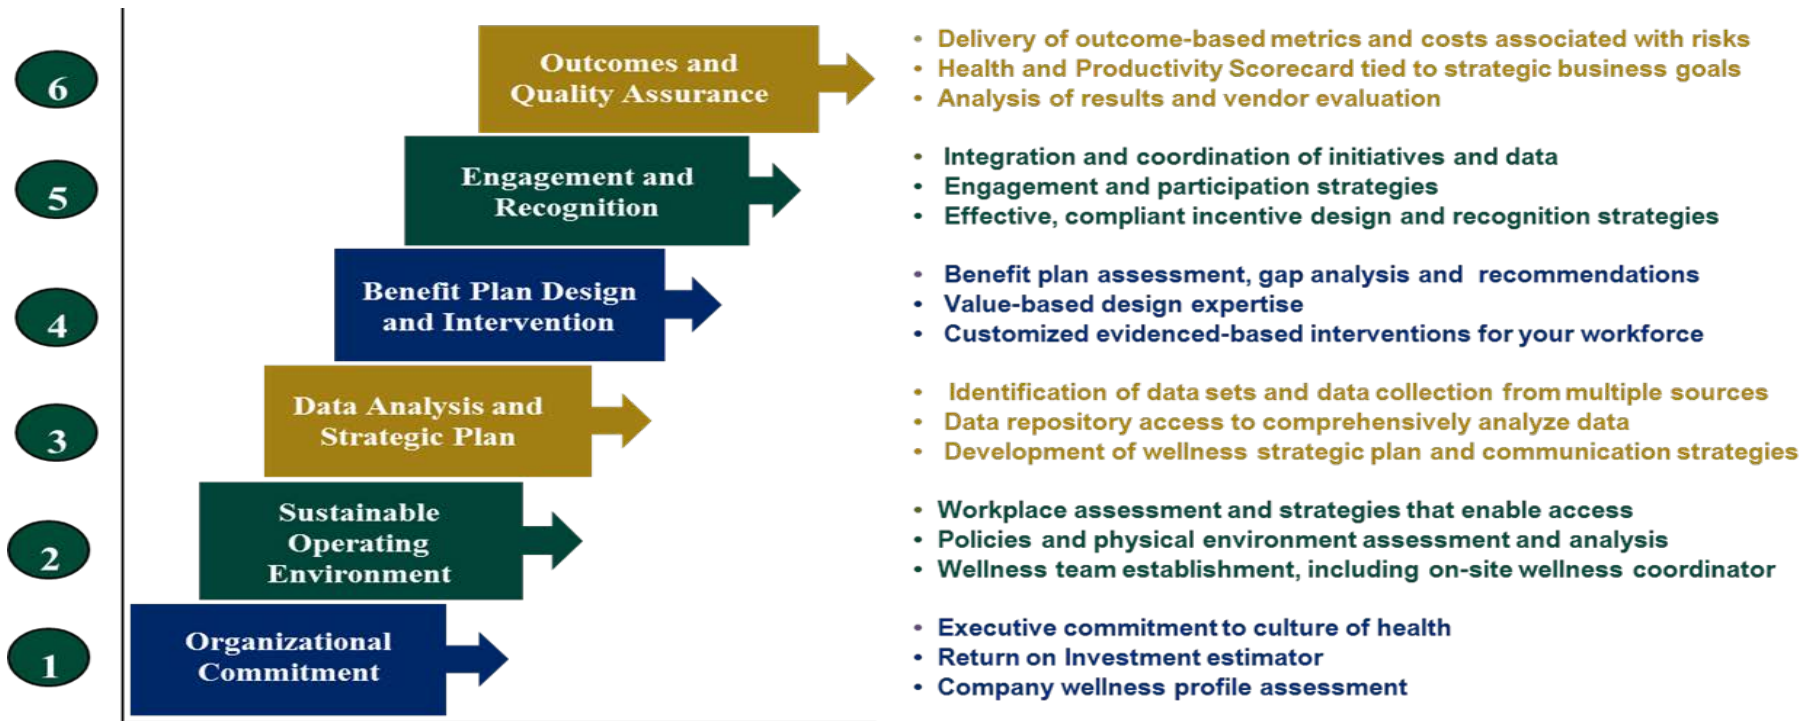 6
Outcomes and
Quality Assurance
• Delivery of outcome-based metrics and costs associated with risks
• Health and Productivity Scorecard tied to strategic business goals
• Analysis of results and vendor evaluation
5
Engagement and
Recognition
• Integration and coordination of initiatives and data
• Engagement and participation strategies
• Effective, compliant incentive design and recognition strategies
4
Benefit Plan Design
and Intervention
• Benefit plan assessment, gap analysis and recommendations
• Value-based design expertise
• Customized evidenced-based interventions for your workforce
3
Data Analysis and
Strategic Plan
• Identification of data sets and data collection from multiple sources
• Data repository access to comprehensively analyze data
• Development of wellness strategic plan and communication strategies
2
Sustainable
Operating
Environment
• Workplace assessment and strategies that enable access
• Policies and physical environment assessment and analysis
• Wellness team establishment, including on-site wellness coordinator
1
Organizational
Commitment
• Executive commitment to culture of health
• Return on Investment estimator
• Company wellness profile assessment